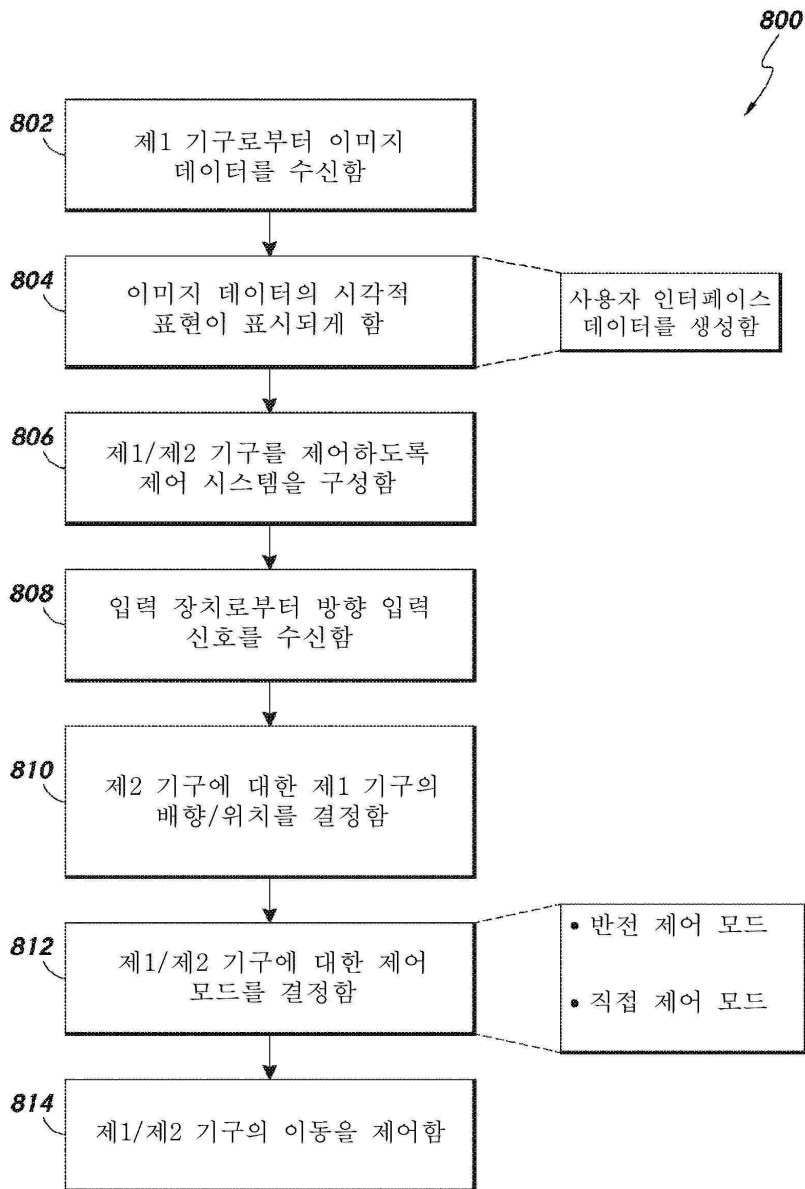 800
802
제1 기구로부터 이미지
데이터를 수신함
804
이미지 데이터의 시각적
표현이 표시되게 함
사용자 인터페이스
데이터를 생성함
806
제1/제2 기구를 제어하도록
제어 시스템을 구성함
808
입력 장치로부터 방향 입력
신호를 수신함
810
제2 기구에 대한 제1 기구의
배향/위치를 결정함
812
제1/제2 기구에 대한 제어
모드를 결정함
• 반전 제어 모드
• 직접 제어 모드
814
제1/제2 기구의 이동을 제어함